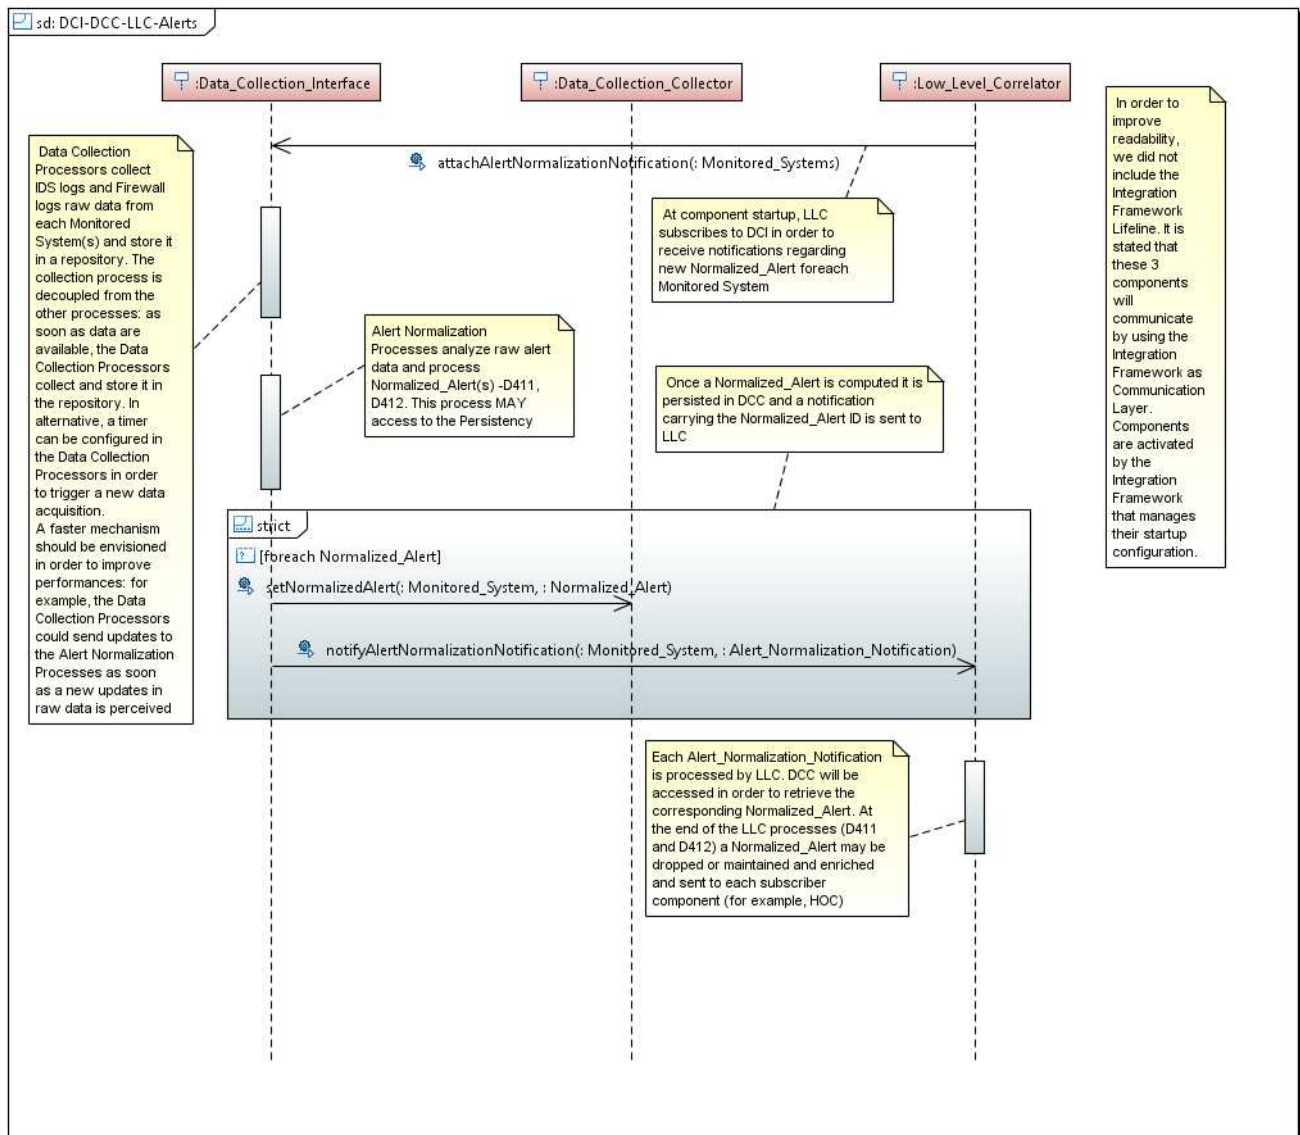 sd: DCI-DCC-LLC-Alerts
:Data_Collection_Interface
:Data_Collection_Collector
:Low_Level_Correlator
attachAlertNormalizationNotification(: Monitored_Systems)
Data Collection
Processors collect
IDS logs and Firewall
logs raw data from
each Monitored
System(s) and store it
in a repository. The
collection process is
decoupled from the
other processes: as
soon as data are
available, the Data
Collection Processors
collect and store it in
the repository. In
alternative, a timer
can be configured in
the Data Collection
Processors in order
to trigger a new data
acquisition.
A faster mechanism
should be envisioned
in order to improve
performances: for
example, the Data
Collection Processors
could send updates to
the Alert Normalization
Processes as soon
as a new updates in
raw data is perceived
At component startup, LLC
subscribes to DCI in order to
receive notifications regarding
new Normalized_Alert foreach
Monitored System
Alert Normalization
Processes analyze raw alert
data and process
Normalized_Alert(s) -D411,
D412. This process MAY
access to the Persistency
Once a Normalized_Alert is computed it is
persisted in DCC and a notification
carrying the Normalized_Alert ID is sent to
LLC
In order to
improve
readability,
we did not
include the
Integration
Framework
Lifeline. It is
stated that
these 3
components
will
communicate
by using the
Integration
Framework as
Communication
Layer.
Components
are activated
by the
Integration
Framework
that manages
their startup
configuration.
strict
[foreach Normalized_Alert]
setNormalizedAlert(: Monitored_System, : Normalized_Alert)
notifyAlertNormalizationNotification(: Monitored_System, : Alert_Normalization_Notification)
Each Alert_Normalization_Notification
is processed by LLC. DCC will be
accessed in order to retrieve the
corresponding Normalized_Alert. At
the end of the LLC processes (D411
and D412) a Normalized_Alert may be
dropped or maintained and enriched
and sent to each subscriber
component (for example, HOC)